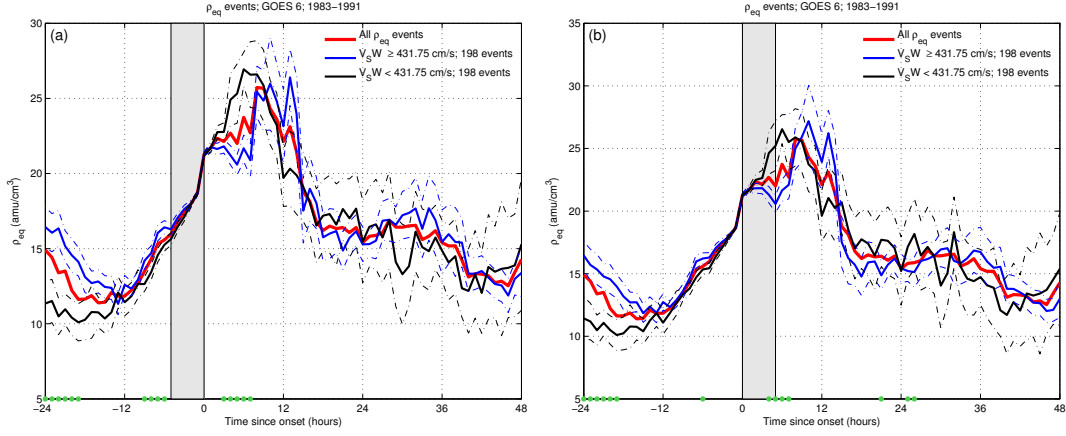 ρeq events; GOES 6; 1983−1991
(a)
All ρeq events
VSW ≥ 431.75 cm/s; 198 events
VSW < 431.75 cm/s; 198 events
30
25
20
15
10
5
ρeq (amu/cm3)
−24 −12 0 12 24 36 48
Time since onset (hours)
ρeq events; GOES 6; 1983−1991
(b)
All ρeq events
VSW ≥ 431.75 cm/s; 198 events
VSW < 431.75 cm/s; 198 events
35
30
25
20
15
10
5
ρeq (amu/cm3)
−24 −12 0 12 24 36 48
Time since onset (hours)